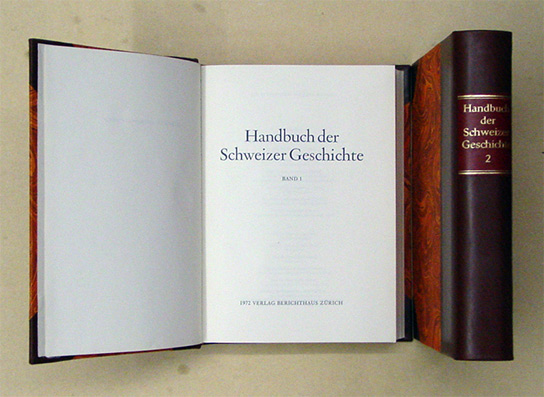 Handbuch der
Schweizer Geschichte
BAND 1
1972 VERLAG BERICHTHAUS ZÜRICH
Handbuch
der
Schweizer
Geschichte
2